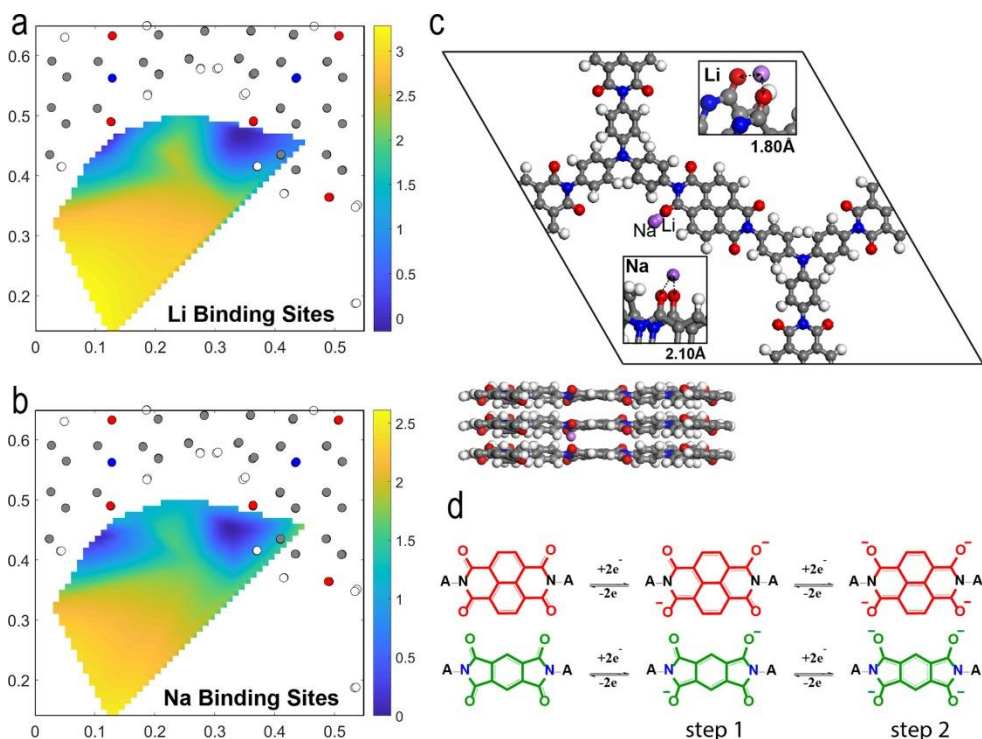 a
0.6
0.5
0.4
0.3
0.2
0
0.1
0.2
0.3
0.4
0.5
3
2.5
2
1.5
1
0.5
0
Li Binding Sites
b
0.6
0.5
0.4
0.3
0.2
0
0.1
0.2
0.3
0.4
0.5
2.5
2
1.5
1
0.5
0
Na Binding Sites
c
Li
1.80Å
Na Li
Na
2.10Å
d
O O
A N N A
O O
+2e⁻
−2e
O O⁻
A N N A
⁻O O
+2e⁻
−2e
⁻O O⁻
A N N A
⁻O O⁻
O O
A–N N–A
O O
+2e⁻
−2e
O O⁻
A–N N–A
⁻O O
+2e⁻
−2e
⁻O O⁻
A–N N–A
⁻O O⁻
step 1
step 2